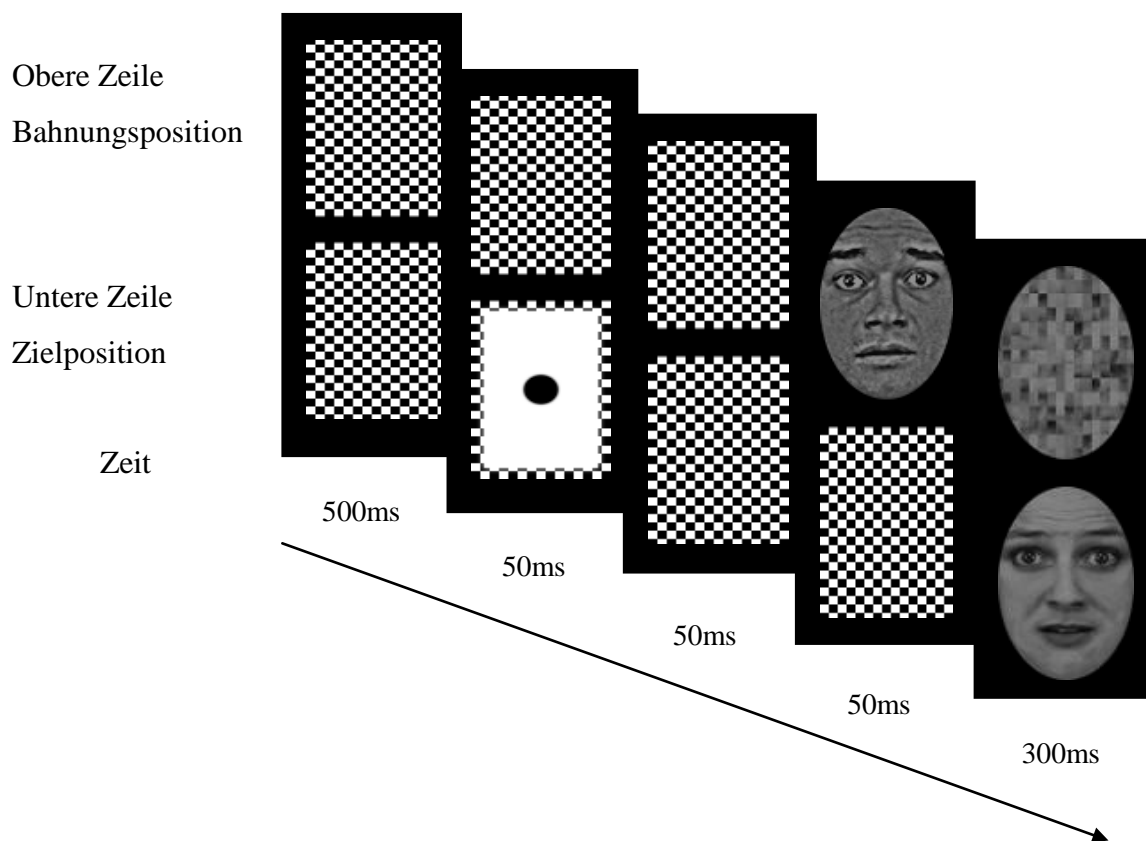 Obere Zeile
Bahnungsposition
Untere Zeile
Zielposition
Zeit
500ms
50ms
50ms
50ms
300ms